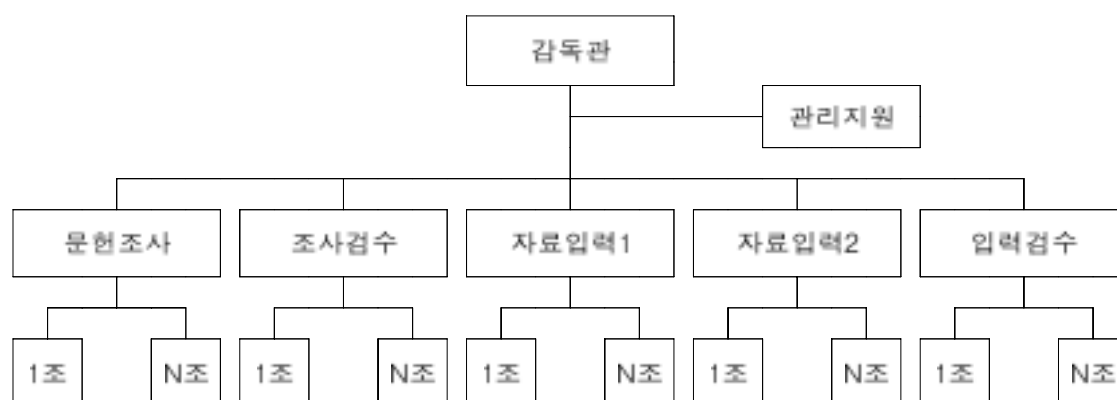 감독관
관리지원
문헌조사 조사검수 자료입력1 자료입력2 입력검수
1조 N조 1조 N조 1조 N조 1조 N조 1조 N조